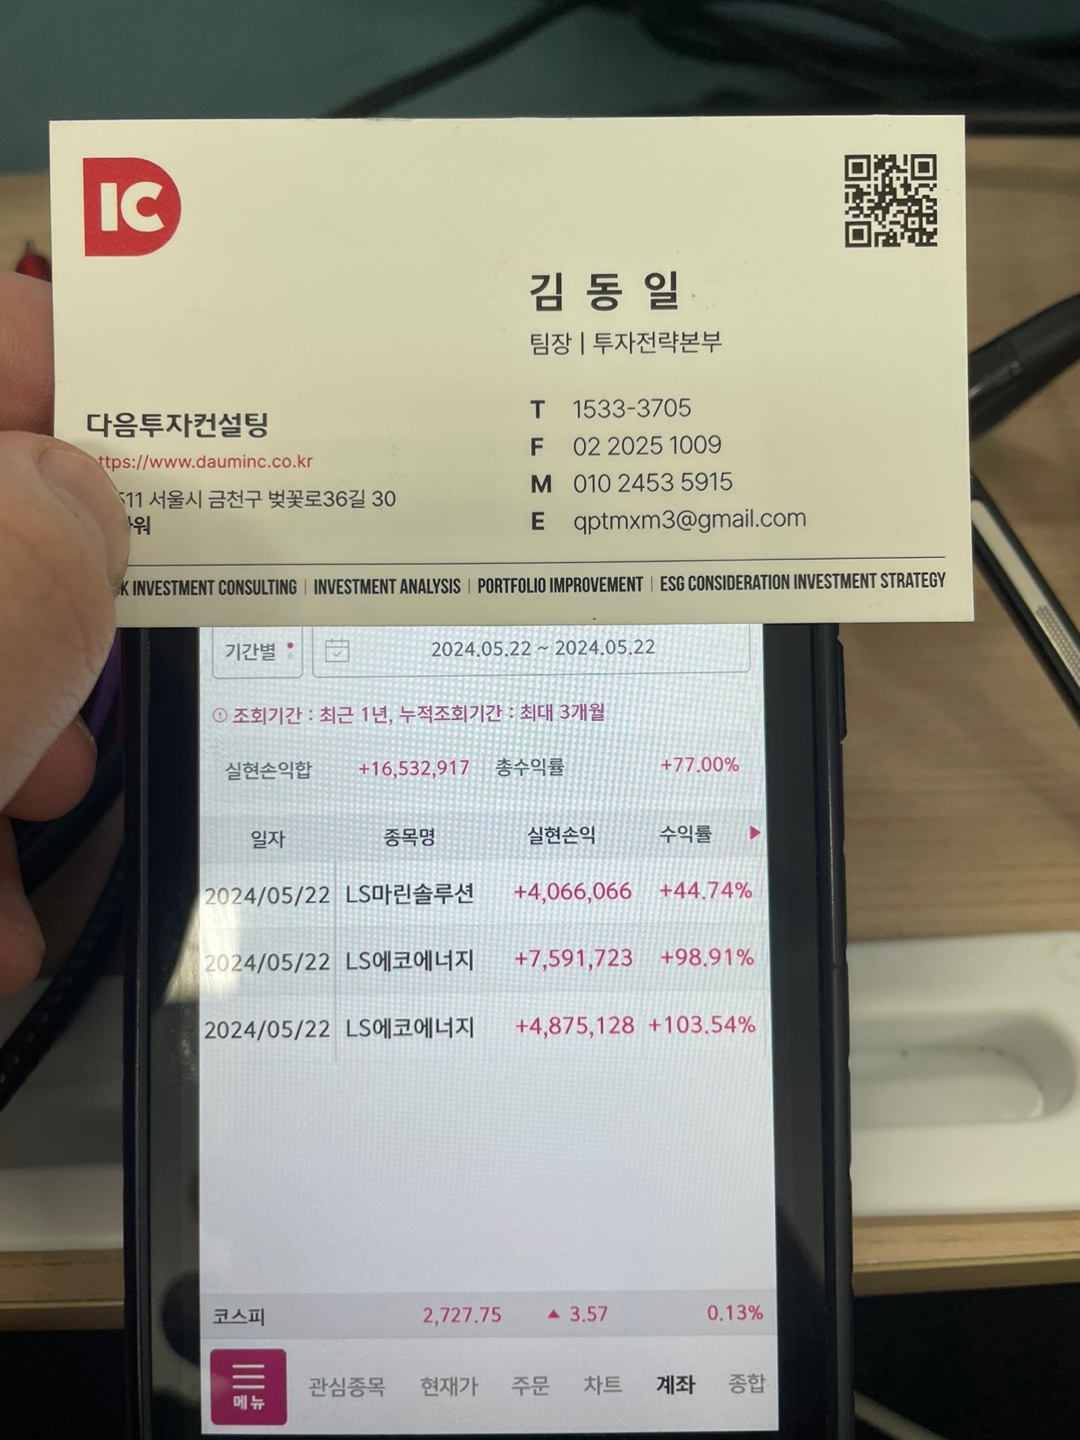 IC
김동일
팀장 | 투자전략본부
T 1533-3705
F 02 2025 1009
M 010 2453 5915
E qptmxm3@gmail.com
다음투자컨설팅
ttps://www.dauminc.co.kr
511 서울시 금천구 벚꽃로36길 30
워
K INVESTMENT CONSULTING | INVESTMENT ANALYSIS | PORTFOLIO IMPROVEMENT | ESG CONSIDERATION INVESTMENT STRATEGY
기간별 2024.05.22 ~ 2024.05.22
조회기간 : 최근 1년, 누적조회기간 : 최대 3개월
실현손익합 +16,532,917 총수익률 +77.00%
일자 종목명 실현손익 수익률
2024/05/22 LS마린솔루션 +4,066,066 +44.74%
2024/05/22 LS에코에너지 +7,591,723 +98.91%
2024/05/22 LS에코에너지 +4,875,128 +103.54%
코스피 2,727.75 ▲ 3.57 0.13%
메뉴 관심종목 현재가 주문 차트 계좌 종합